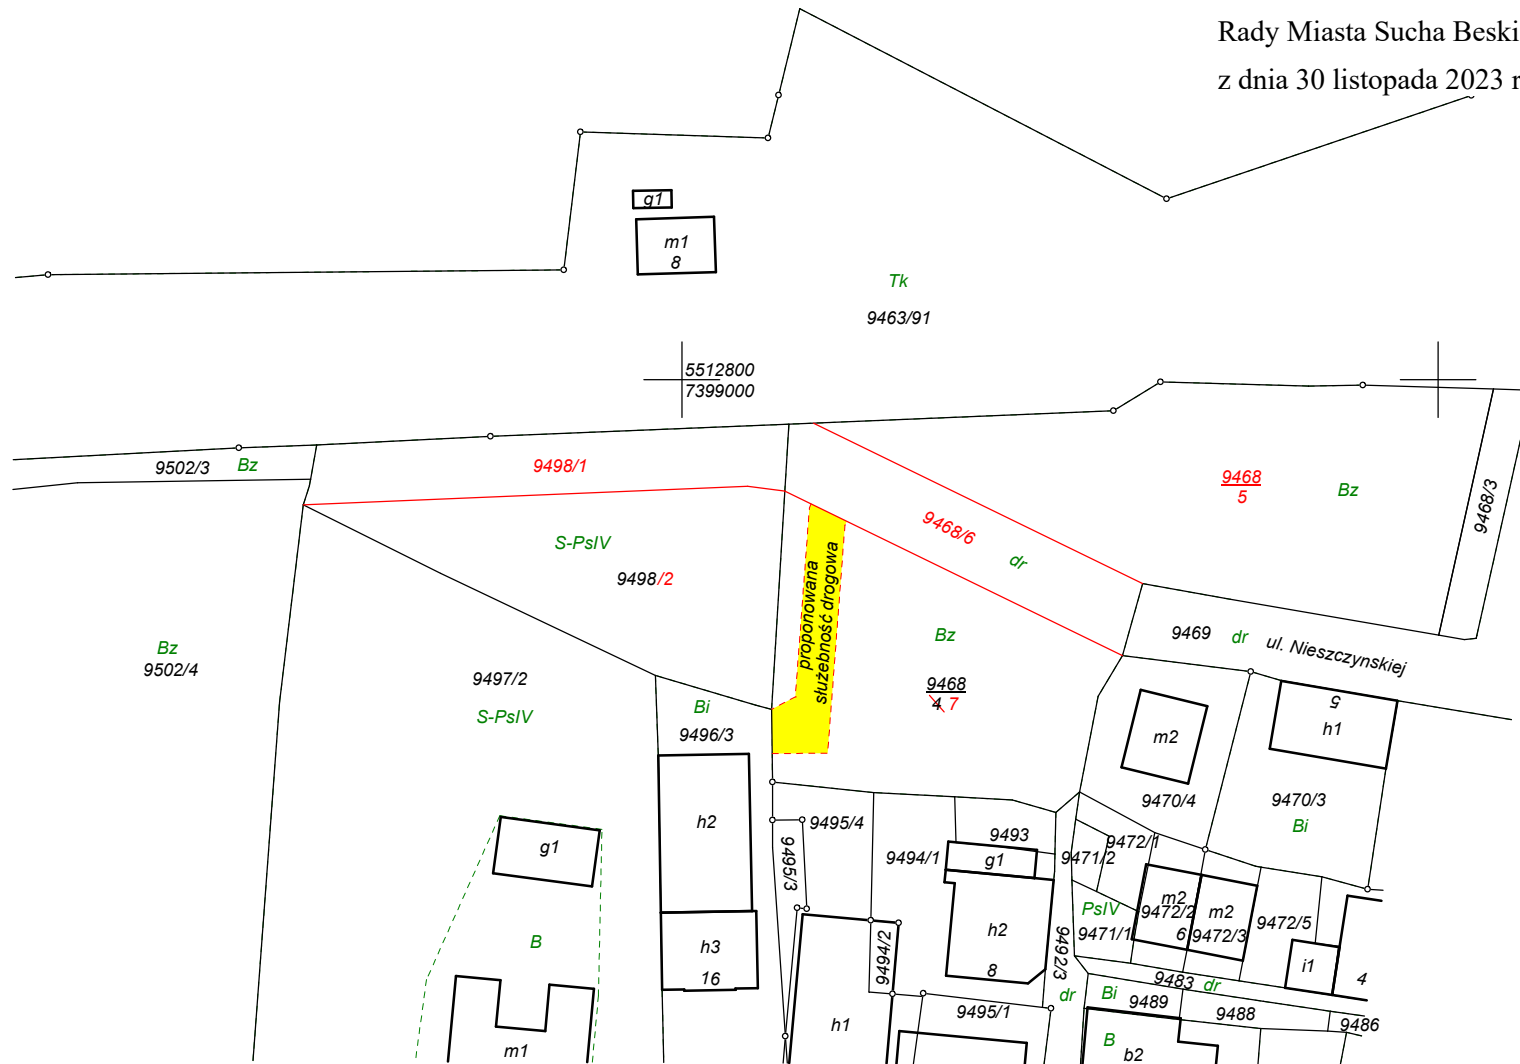 Rady Miasta Sucha Beski
z dnia 30 listopada 2023 r
g1
m1
8
Tk
9463/91
5512800
7399000
9502/3
Bz
9498/1
9468
5
Bz
9468/3
9468/6
dr
S-PsIV
9498/2
proponowana
służebność drogowa
Bz
9468
4 7
9469
dr
ul. Nieszczynskiej
Bz
9502/4
9497/2
S-PsIV
Bi
9496/3
m2
5
h1
9470/4
9470/3
Bi
h2
9495/4
9493
9472/1
9471/2
9494/1
g1
g1
9495/3
PsIV
9471/1
m2
9472/2
6
m2
9472/3
9472/5
B
h3
16
9494/2
h2
8
9492/3
i1
4
9483
dr
dr
Bi
9489
9488
9486
9495/1
h1
m1
B
b2